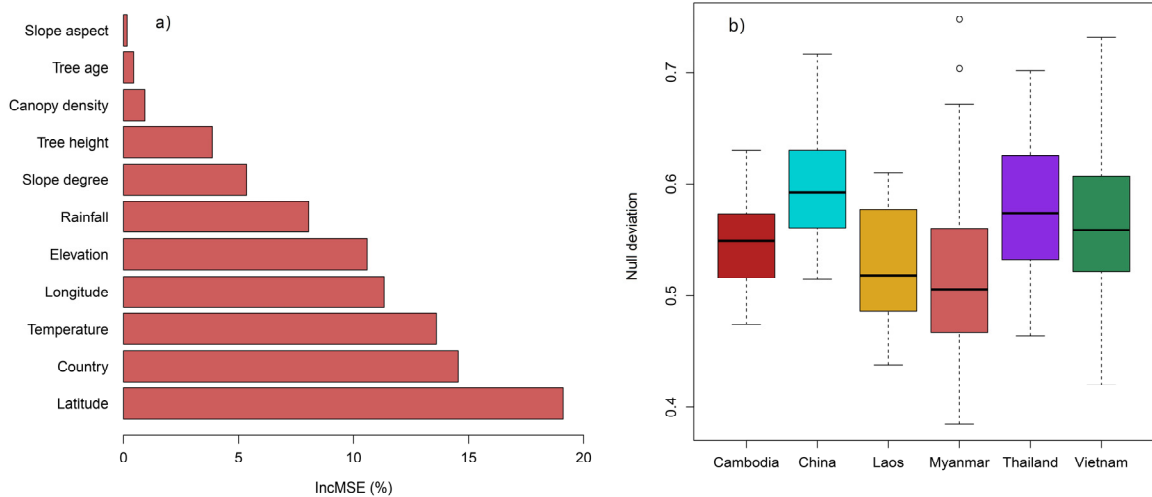 a)
Slope aspect
Tree age
Canopy density
Tree height
Slope degree
Rainfall
Elevation
Longitude
Temperature
Country
Latitude
0 5 10 15 20
IncMSE (%)
b)
Null deviation
0.7
0.6
0.5
0.4
Cambodia China Laos Myanmar Thailand Vietnam